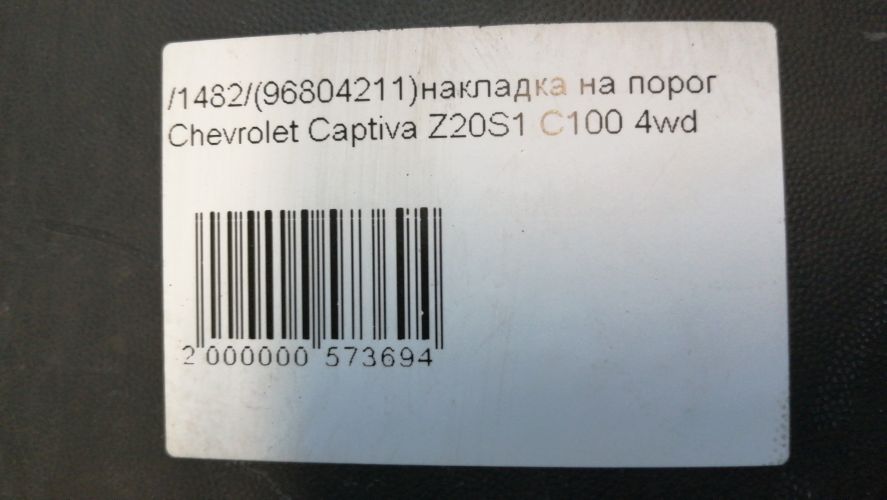 /1482/(96804211)накладка на порог
Chevrolet Captiva Z20S1 C100 4wd
2 000000 573694